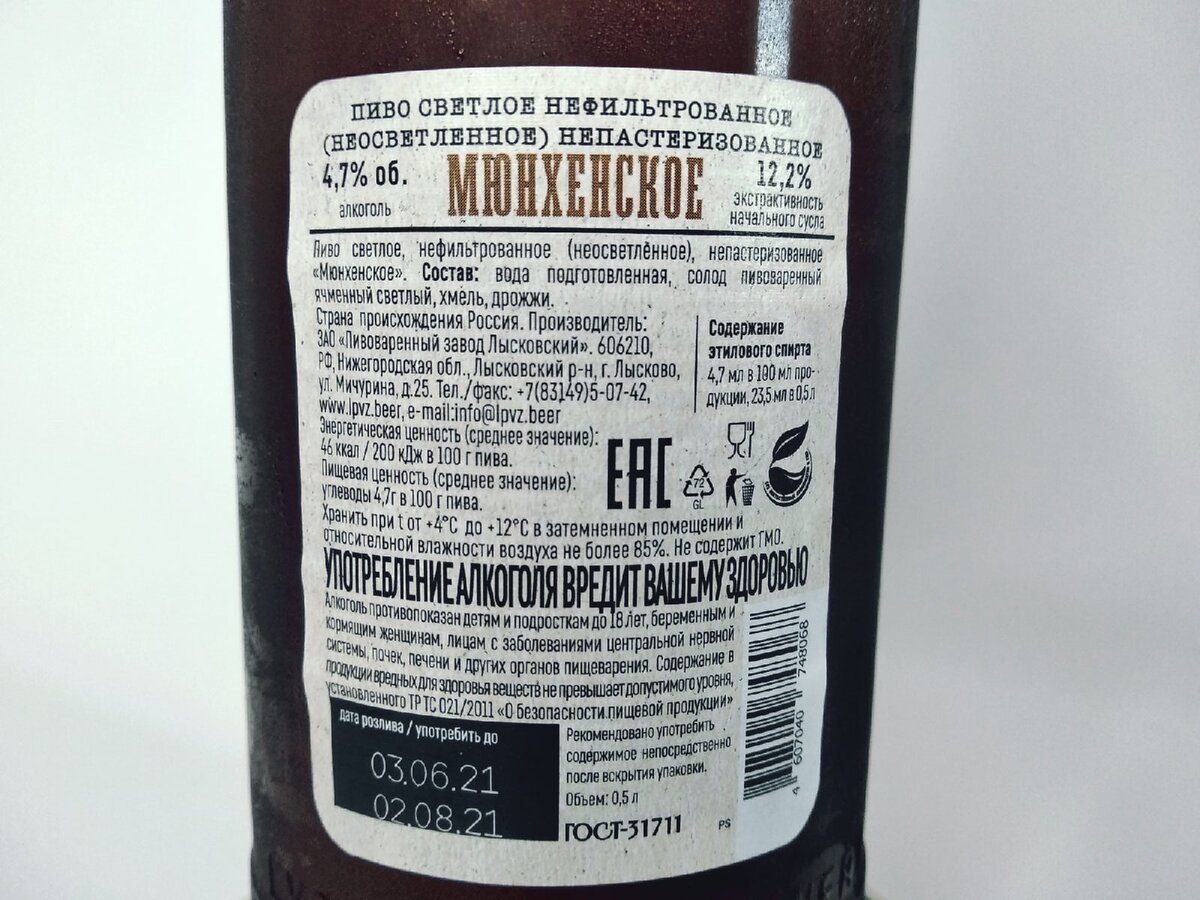 ПИВО СВЕТЛОЕ НЕФИЛЬТРОВАННОЕ
(НЕОСВЕТЛЕННОЕ) НЕПАСТЕРИЗОВАННОЕ
4,7% об.
алкоголь
МЮНХЕНСКОЕ
12,2%
экстрактивность
начального сусла
Пиво светлое, нефильтрованное (неосветлённое), непастеризованное
«Мюнхенское». Состав: вода подготовленная, солод пивоваренный
ячменный светлый, хмель, дрожжи.
Страна происхождения Россия. Производитель:
ЗАО «Пивоваренный завод Лысковский». 606210,
РФ, Нижегородская обл., Лысковский р-н, г. Лысково,
ул. Мичурина, д.25. Тел./факс: +7(83149)5-07-42,
www.lpvz.beer, e-mail:info@lpvz.beer
Содержание
этилового спирта
4,7 мл в 100 мл про-
дукции, 23,5 мл в 0,5 л
Энергетическая ценность (среднее значение):
46 ккал / 200 кДж в 100 г пива.
Пищевая ценность (среднее значение):
углеводы 4,7г в 100 г пива.
ЕАС
72
GL
Хранить при t от +4°C до +12°C в затемненном помещении и
относительной влажности воздуха не более 85%. Не содержит ГМО.
УПОТРЕБЛЕНИЕ АЛКОГОЛЯ ВРЕДИТ ВАШЕМУ ЗДОРОВЬЮ
Алкоголь противопоказан детям и подросткам до 18 лет, беременным и
кормящим женщинам, лицам с заболеваниями центральной нервной
системы, почек, печени и других органов пищеварения. Содержание в
продукции вредных для здоровья веществ не превышает допустимого уровня,
установленного ТР ТС 021/2011 «О безопасности пищевой продукции»
дата розлива / употребить до
03.06.21
02.08.21
Рекомендовано употребить
содержимое непосредственно
после вскрытия упаковки.
Объем: 0,5 л
ГОСТ-31711
PS
4 607040 748068